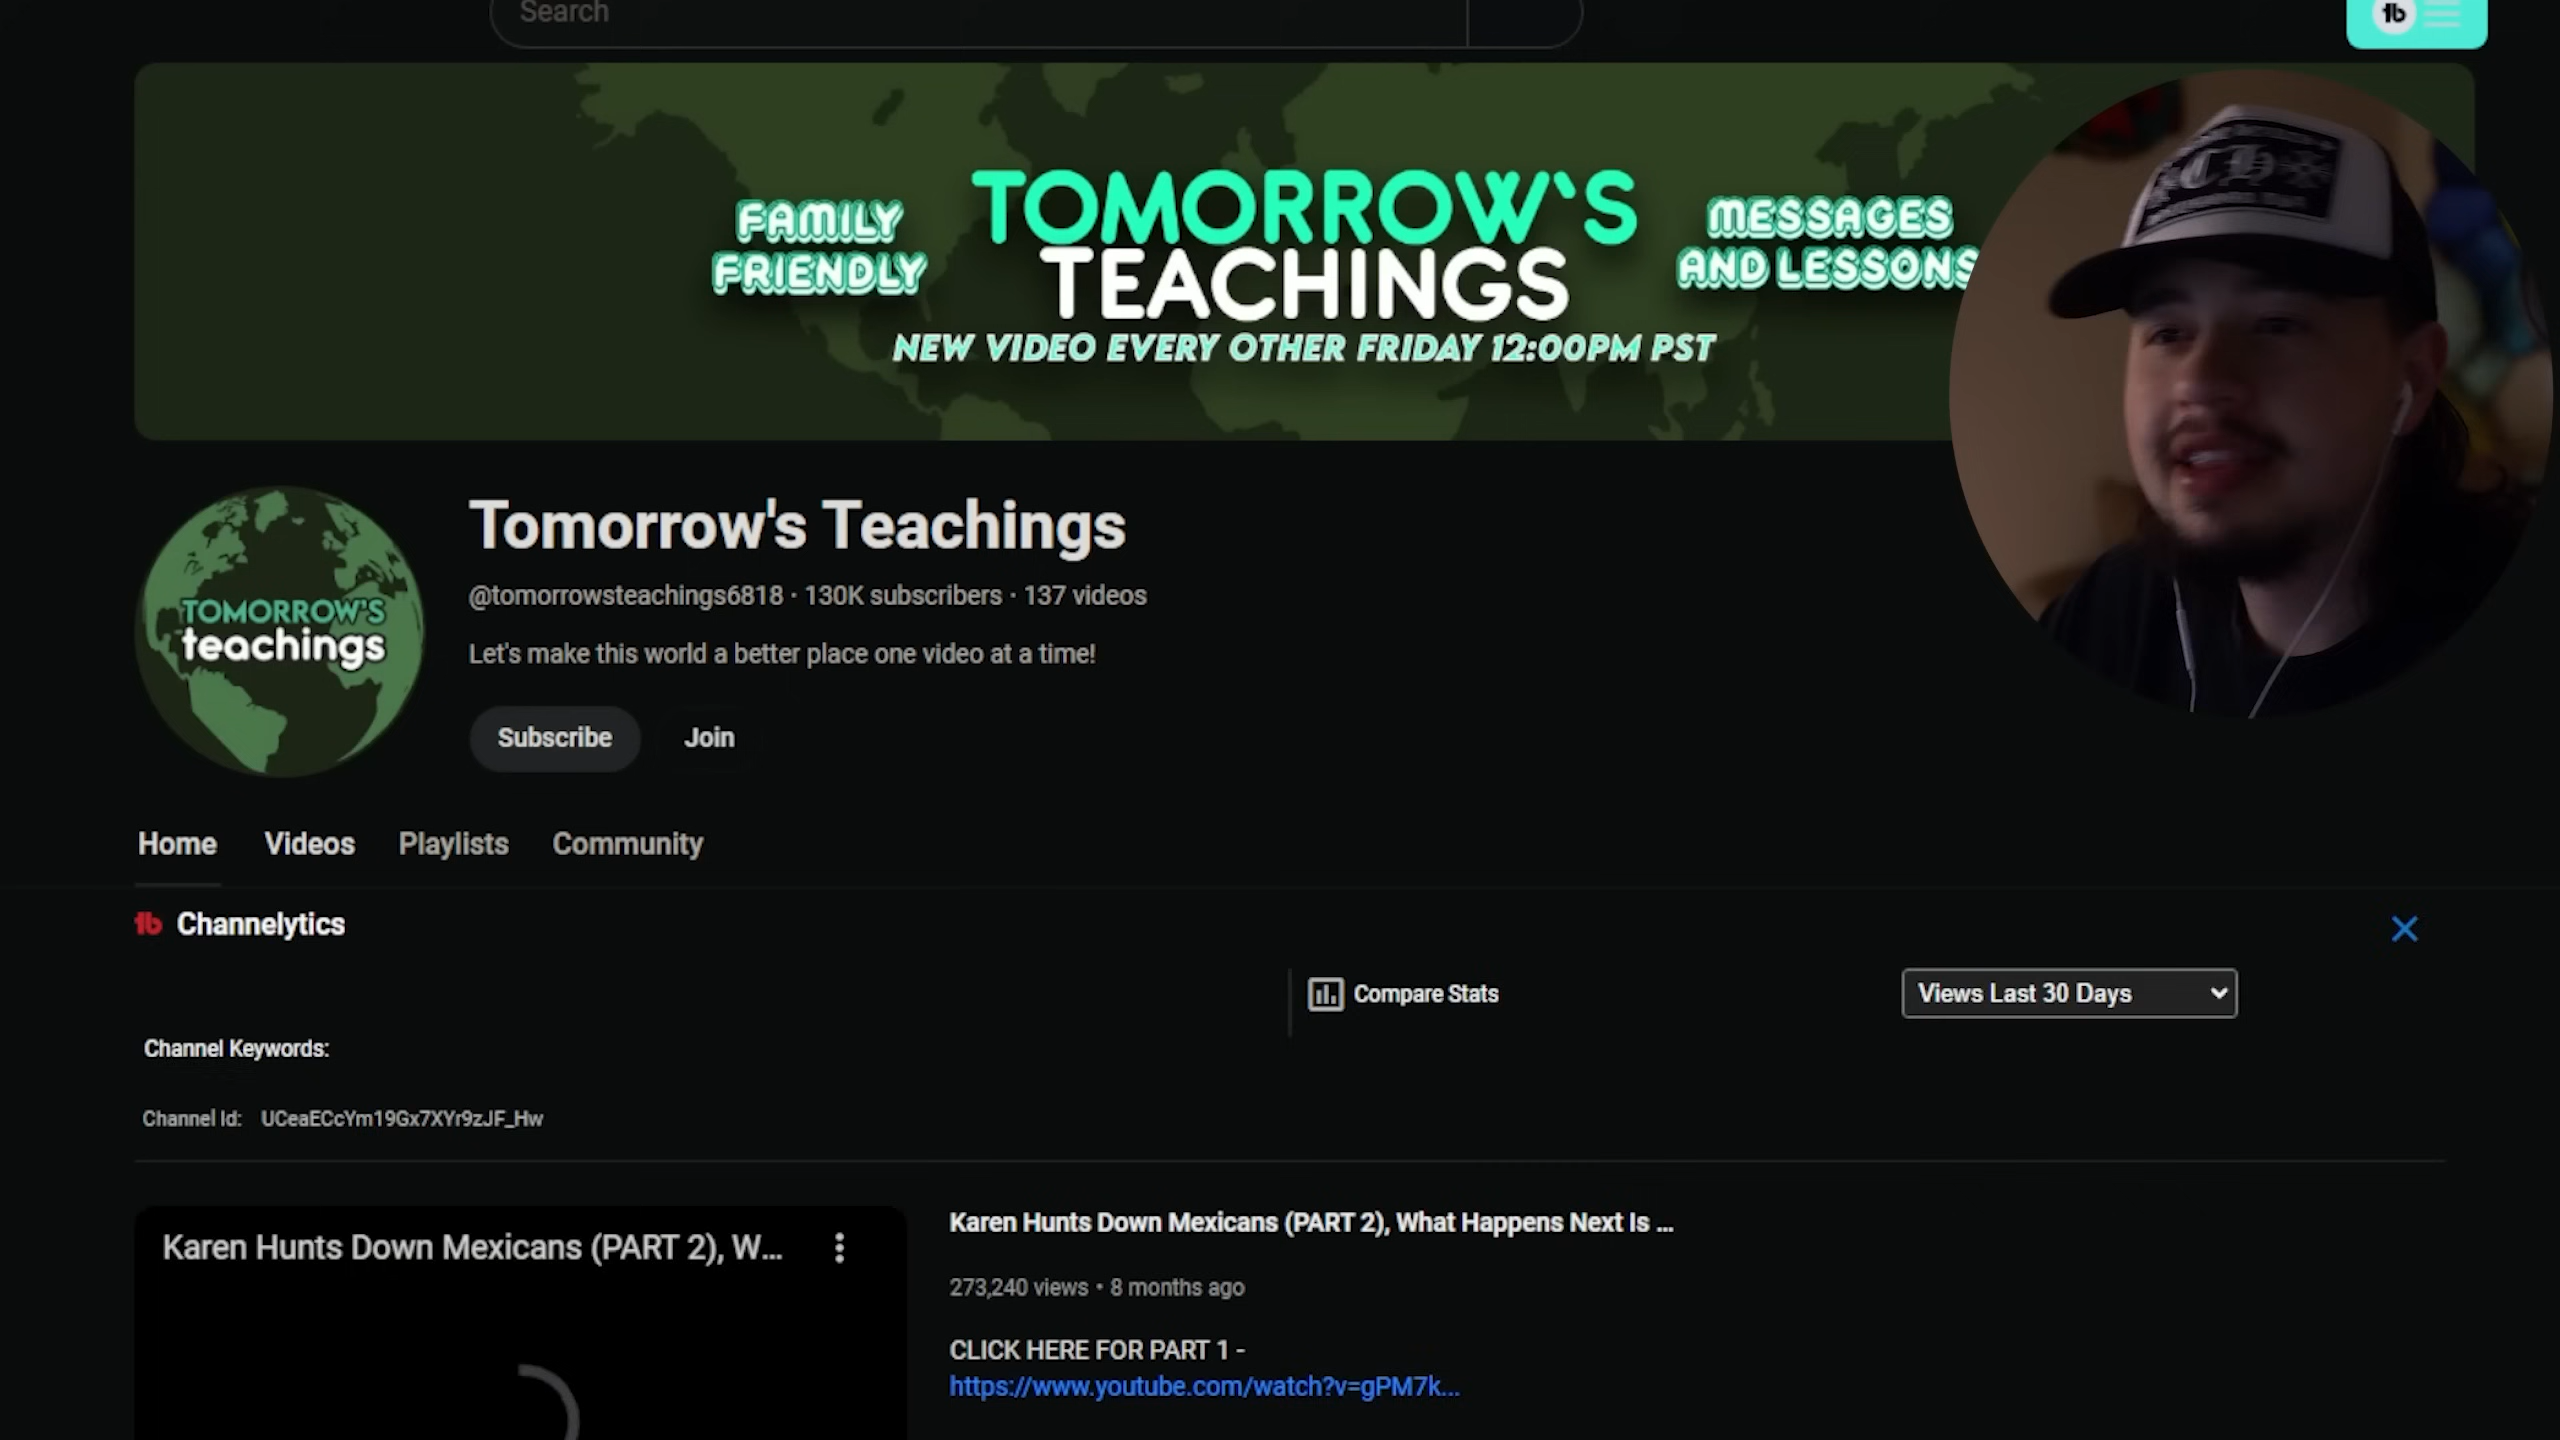 Search
tb
FAMILY
FRIENDLY
TOMORROW`S
TEACHINGS
NEW VIDEO EVERY OTHER FRIDAY 12:00PM PST
MESSAGES
AND LESSONS
CH
TOMORROW'S
teachings
Tomorrow's Teachings
@tomorrowsteachings6818 · 130K subscribers · 137 videos
Let's make this world a better place one video at a time!
Subscribe
Join
Home
Videos
Playlists
Community
tb Channelytics
Compare Stats
Views Last 30 Days
Channel Keywords:
Channel Id: UCeaECcYm19Gx7XYr9zJF_Hw
Karen Hunts Down Mexicans (PART 2), W...
Karen Hunts Down Mexicans (PART 2), What Happens Next Is ...
273,240 views • 8 months ago
CLICK HERE FOR PART 1 -
https://www.youtube.com/watch?v=gPM7k...